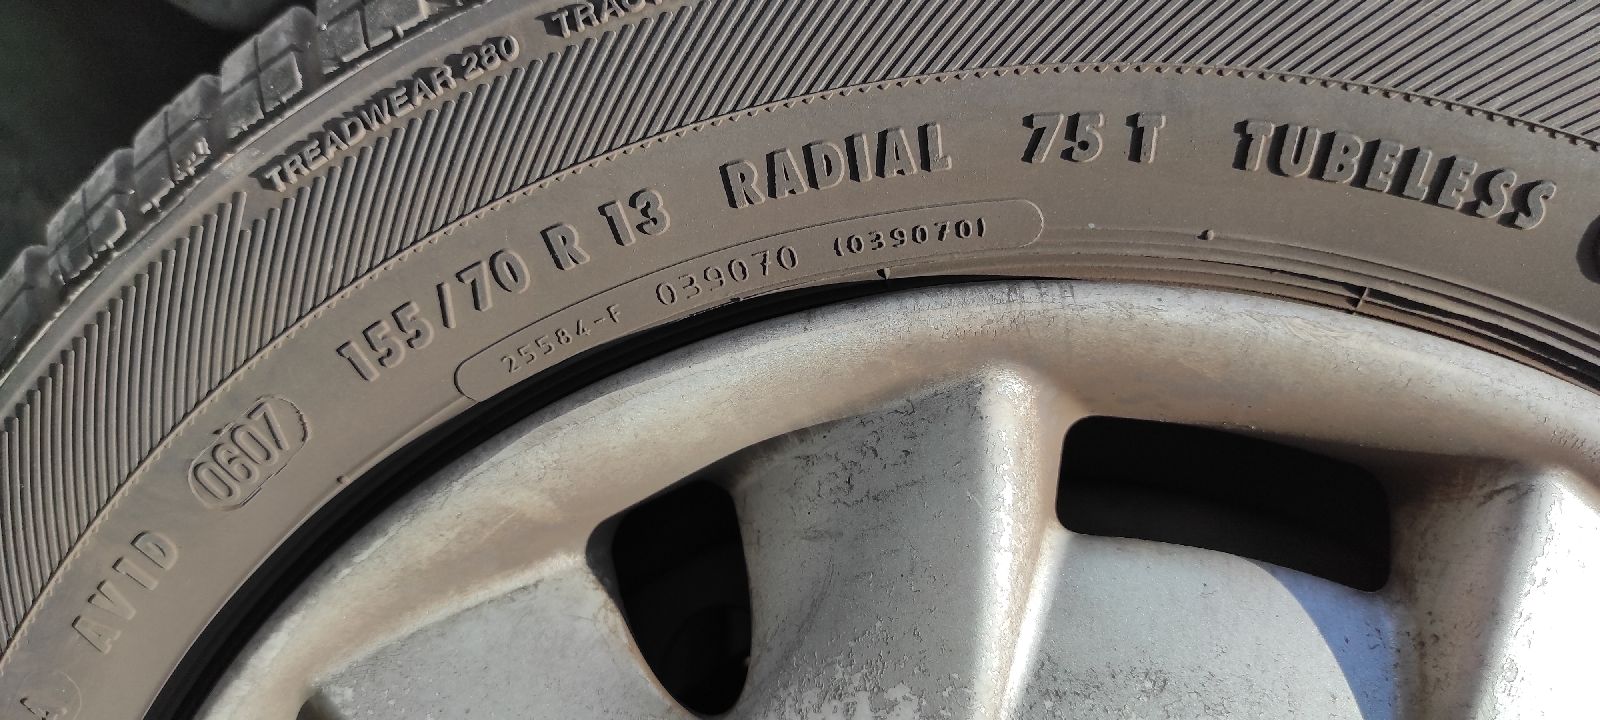 TREADWEAR 280
155/70 R 13 RADIAL 75 T TUBELESS
25584-F 039070 (039070)
AV1D 0607